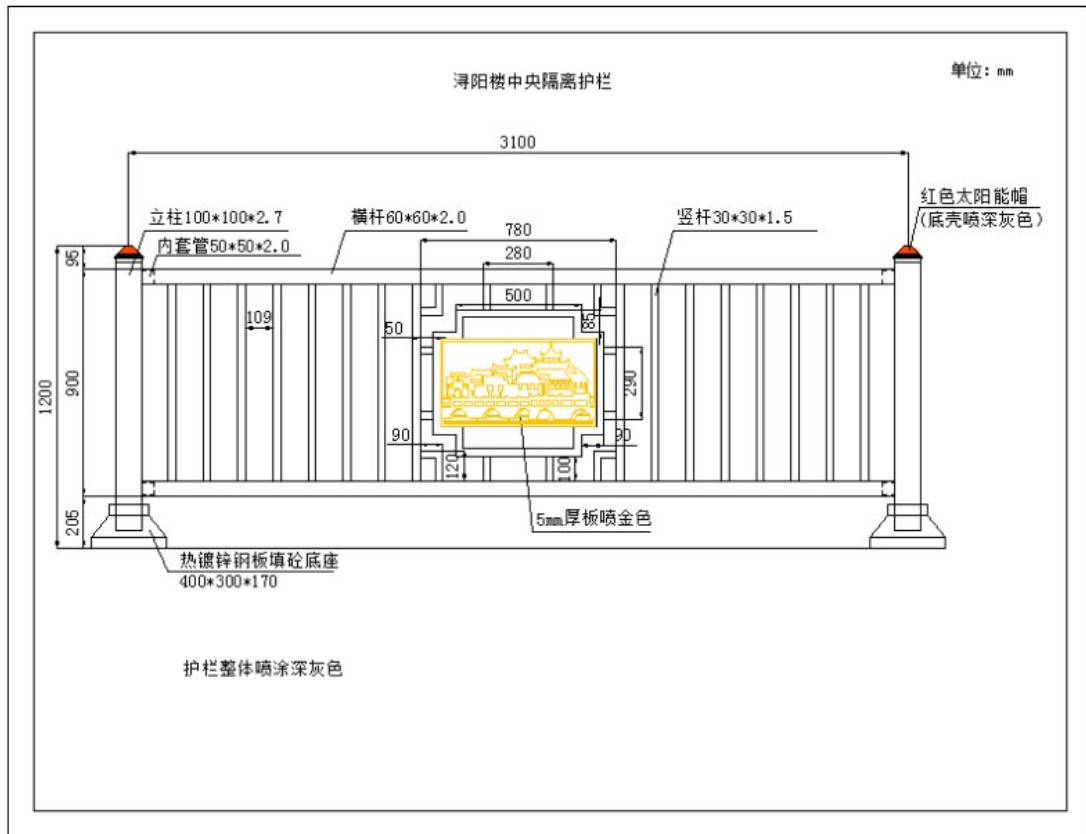 浔阳楼中央隔离护栏
单位：mm
3100
立柱100*100*2.7
横杆60*60*2.0
竖杆30*30*1.5
红色太阳能帽
(底壳喷深灰色)
内套管50*50*2.0
780
280
95
500
85
109
50
1200
900
290
90
90
120
100
205
5mm厚板喷金色
热镀锌钢板填砼底座
400*300*170
护栏整体喷涂深灰色